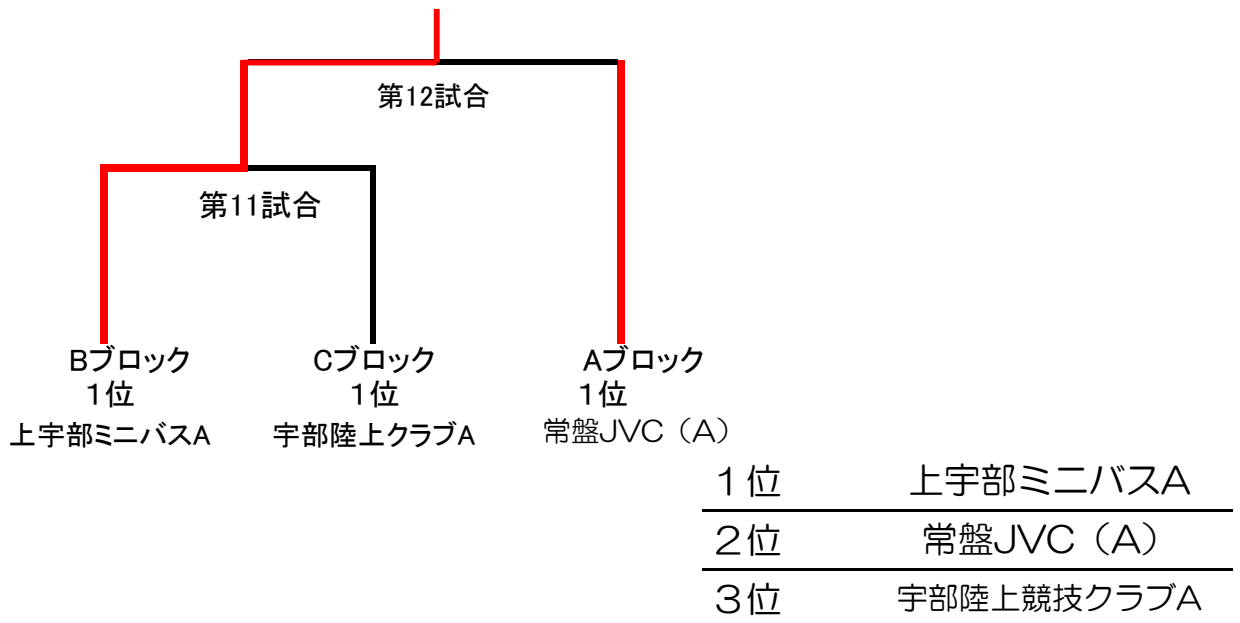 第12試合
第11試合
Bブロック
1位
上宇部ミニバスA
Cブロック
1位
宇部陸上クラブA
Aブロック
1位
常盤JVC（A）
１位 上宇部ミニバスA
２位 常盤JVC（A）
３位 宇部陸上競技クラブA